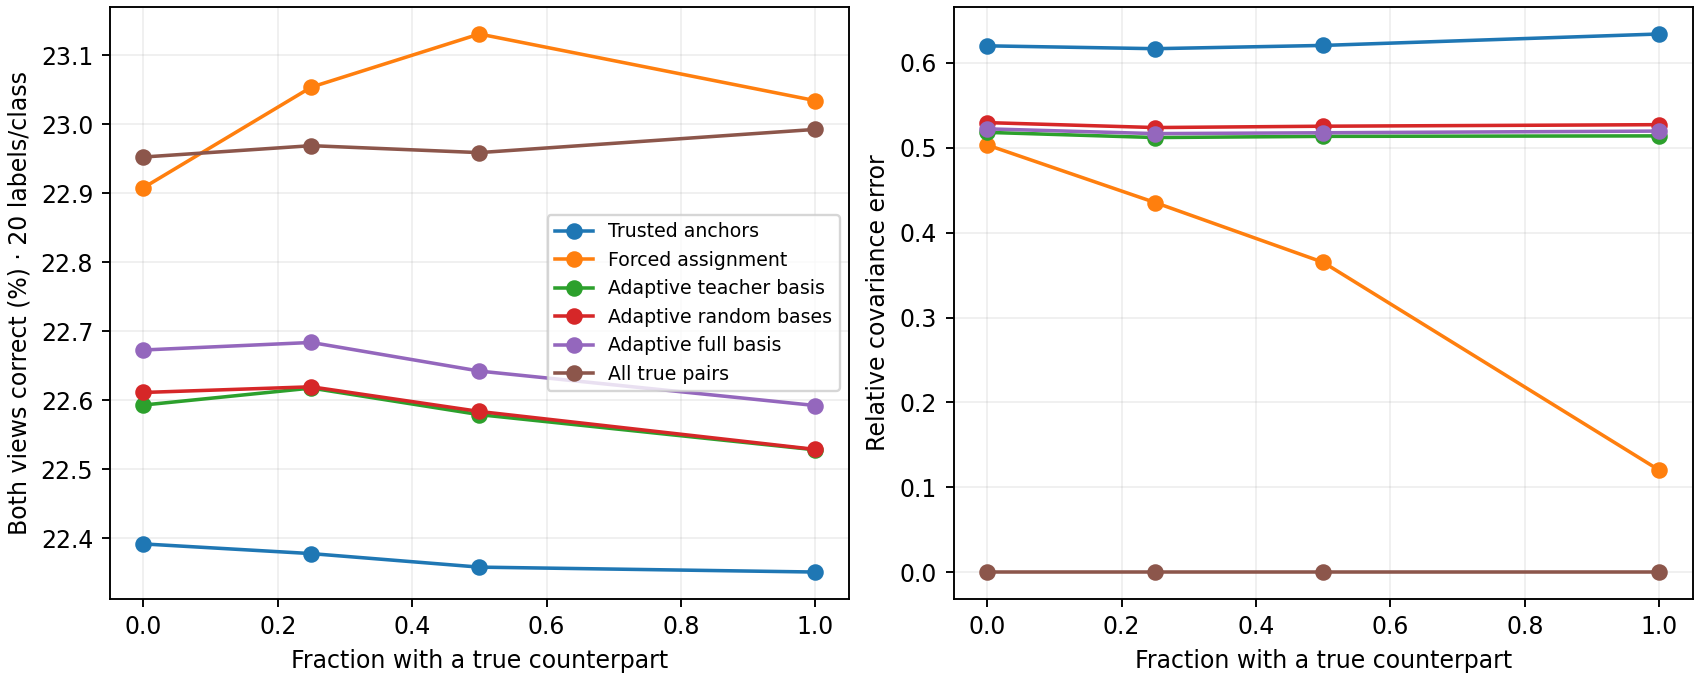 Both views correct (%) · 20 labels/class
23.1
23.0
22.9
22.8
22.7
22.6
22.5
22.4
Trusted anchors
Forced assignment
Adaptive teacher basis
Adaptive random bases
Adaptive full basis
All true pairs
0.0 0.2 0.4 0.6 0.8 1.0
Fraction with a true counterpart
Relative covariance error
0.6
0.5
0.4
0.3
0.2
0.1
0.0
0.0 0.2 0.4 0.6 0.8 1.0
Fraction with a true counterpart